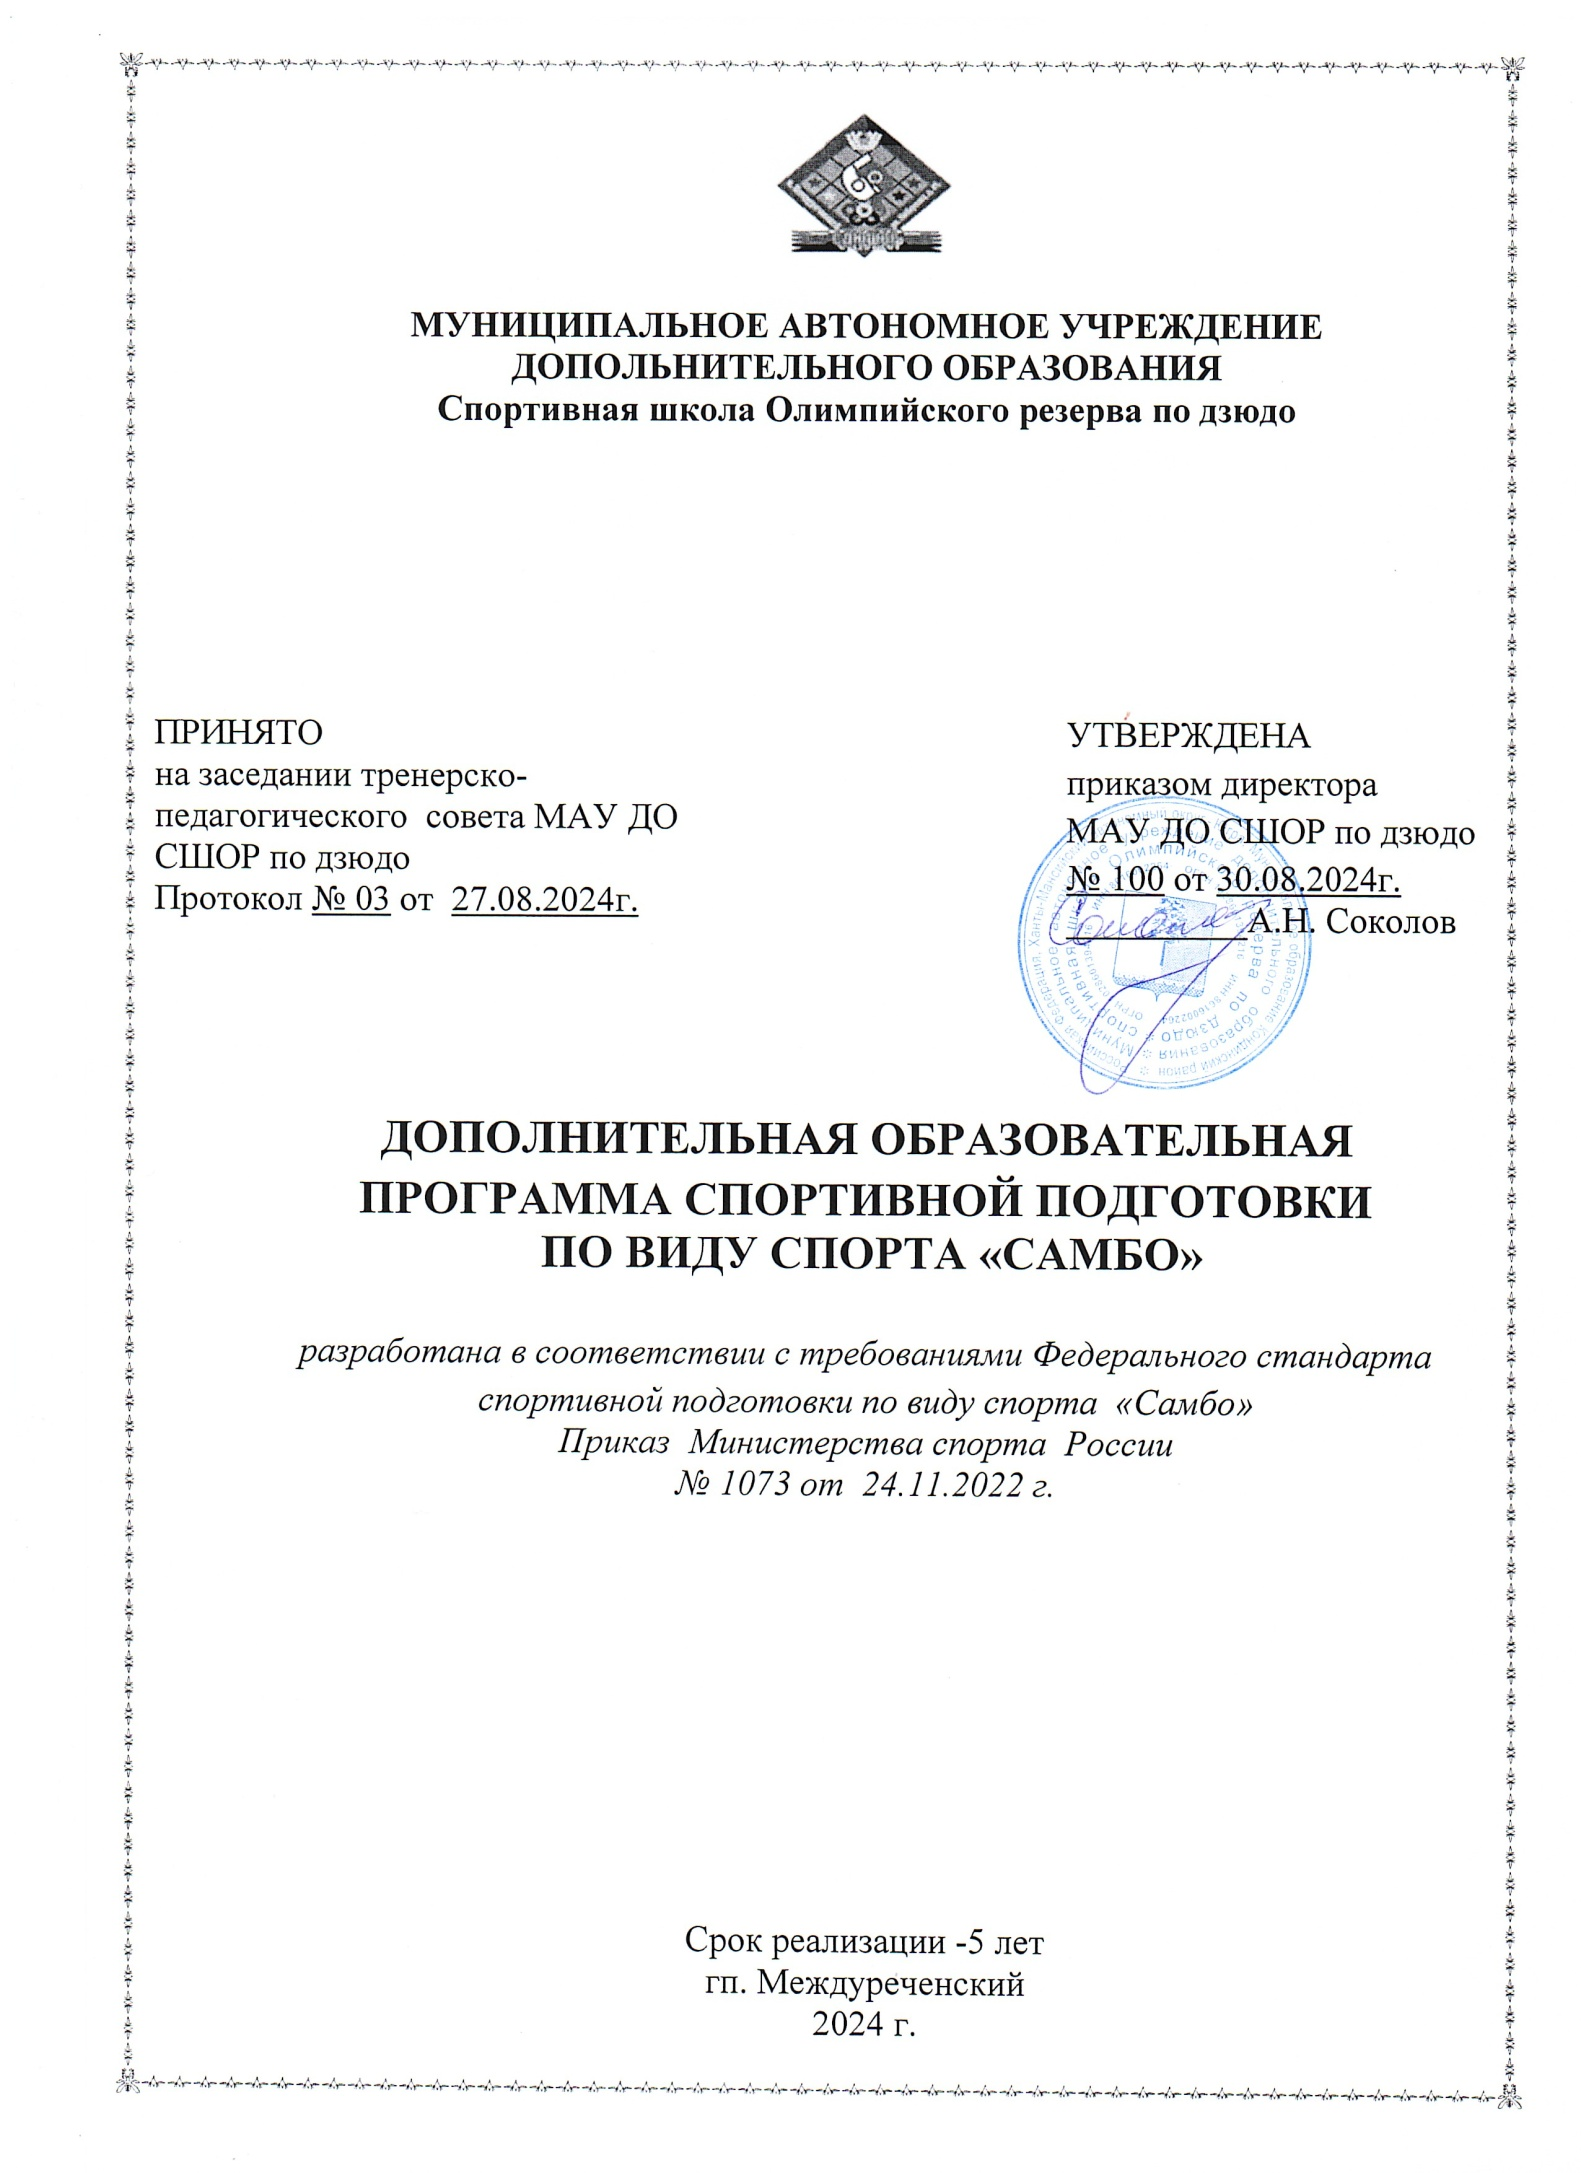 МУНИЦИПАЛЬНОЕ АВТОНОМНОЕ УЧРЕЖДЕНИЕ
ДОПОЛЬНИТЕЛЬНОГО ОБРАЗОВАНИЯ
Спортивная школа Олимпийского резерва по дзюдо
ПРИНЯТО
на заседании тренерско-
педагогического совета МАУ ДО
СШОР по дзюдо
Протокол № 03 от 27.08.2024г.
УТВЕРЖДЕНА
приказом директора
МАУ ДО СШОР по дзюдо
№ 100 от 30.08.2024г.
__________А.Н. Соколов
ДОПОЛНИТЕЛЬНАЯ ОБРАЗОВАТЕЛЬНАЯ
ПРОГРАММА СПОРТИВНОЙ ПОДГОТОВКИ
ПО ВИДУ СПОРТА «САМБО»
разработана в соответствии с требованиями Федерального стандарта
спортивной подготовки по виду спорта «Самбо»
Приказ Министерства спорта России
№ 1073 от 24.11.2022 г.
Срок реализации -5 лет
гп. Междуреченский
2024 г.